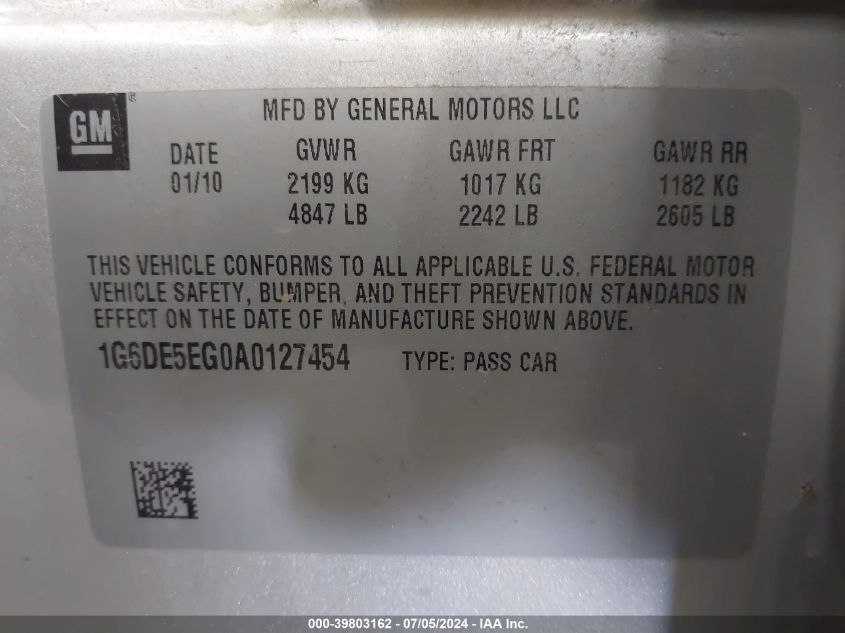 GM ® MFD BY GENERAL MOTORS LLC
DATE GVWR GAWR FRT GAWR RR
01/10 2199 KG 1017 KG 1182 KG
4847 LB 2242 LB 2605 LB
THIS VEHICLE CONFORMS TO ALL APPLICABLE U.S. FEDERAL MOTOR
VEHICLE SAFETY, BUMPER, AND THEFT PREVENTION STANDARDS IN
EFFECT ON THE DATE OF MANUFACTURE SHOWN ABOVE.
1G6DE5EG0A0127454 TYPE: PASS CAR
000-39803162 - 07/05/2024 - IAA Inc.